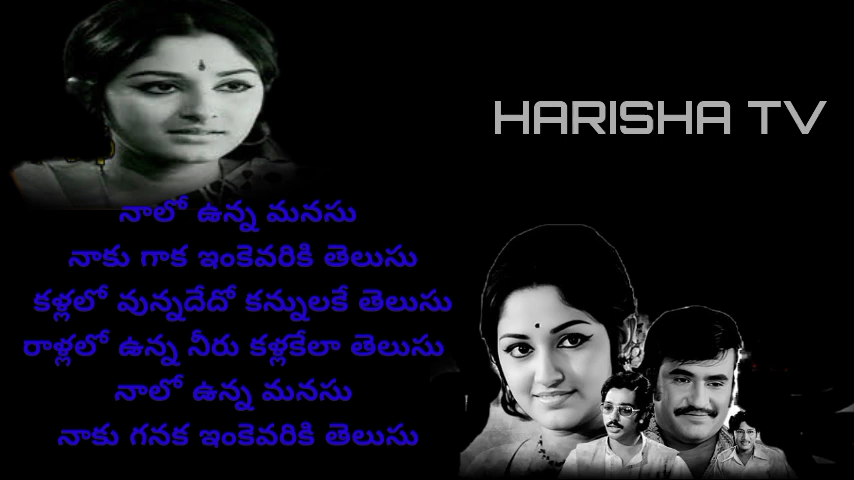 HARISHA TV
నాలో ఉన్న మనసు
నాకు గాక ఇంకెవరికి తెలుసు
కళ్లలో వున్నదేదో కన్నులకే తెలుసు
రాళ్లలో ఉన్న నీరు కళ్లకేలా తెలుసు
నాలో ఉన్న మనసు
నాకు గనక ఇంకెవరికి తెలుసు